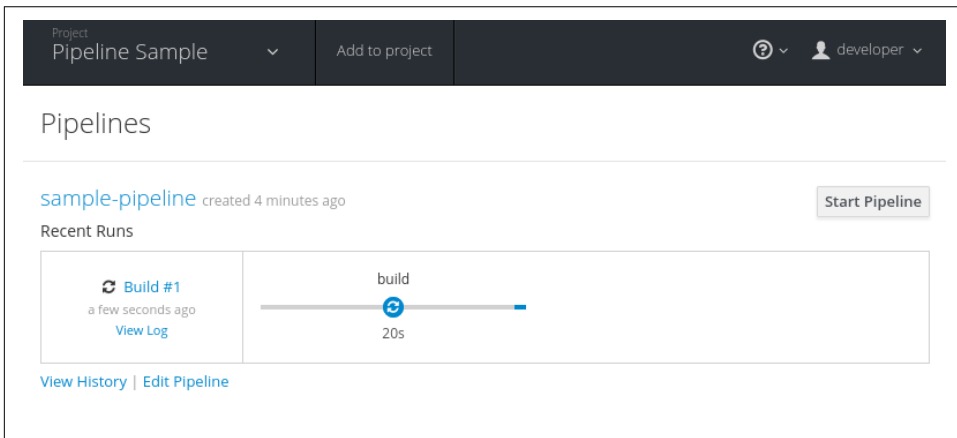 Project
Pipeline Sample Add to project developer
Pipelines
sample-pipeline created 4 minutes ago Start Pipeline
Recent Runs
Build #1
a few seconds ago
View Log
build
20s
View History | Edit Pipeline